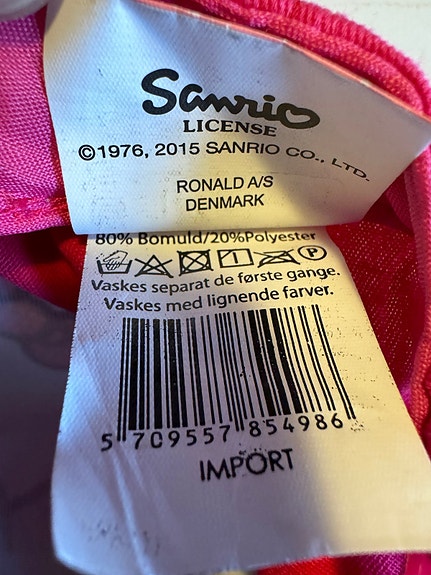 Sanrio
LICENSE
©1976, 2015 SANRIO CO., LTD.
RONALD A/S
DENMARK
80% Bomuld/20%Polyester
P
Vaskes separat de første gange.
Vaskes med lignende farver.
5 709557 854986
IMPORT